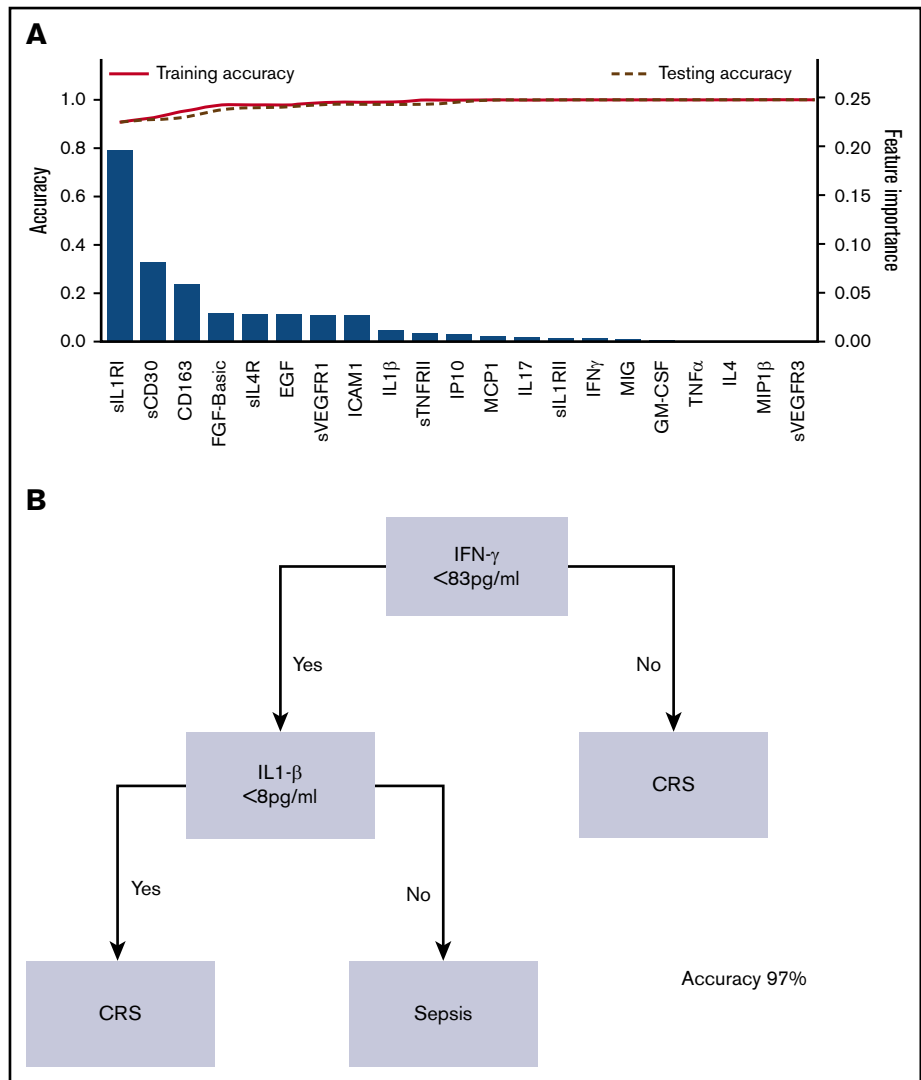 A
Training accuracy
Testing accuracy
Accuracy
1.0
0.8
0.6
0.4
0.2
0.0
0.25
0.20
0.15
0.10
0.05
0.00
Feature importance
sIL1RI
sCD30
CD163
FGF-Basic
sIL4R
EGF
sVEGFR1
ICAM1
IL1β
sTNFRII
IP10
MCP1
IL17
sIL1RII
IFNγ
MIG
GM-CSF
TNFα
IL4
MIP1β
sVEGFR3
B
IFN-γ
<83pg/ml
Yes
No
IL1-β
<8pg/ml
CRS
Yes
No
CRS
Sepsis
Accuracy 97%